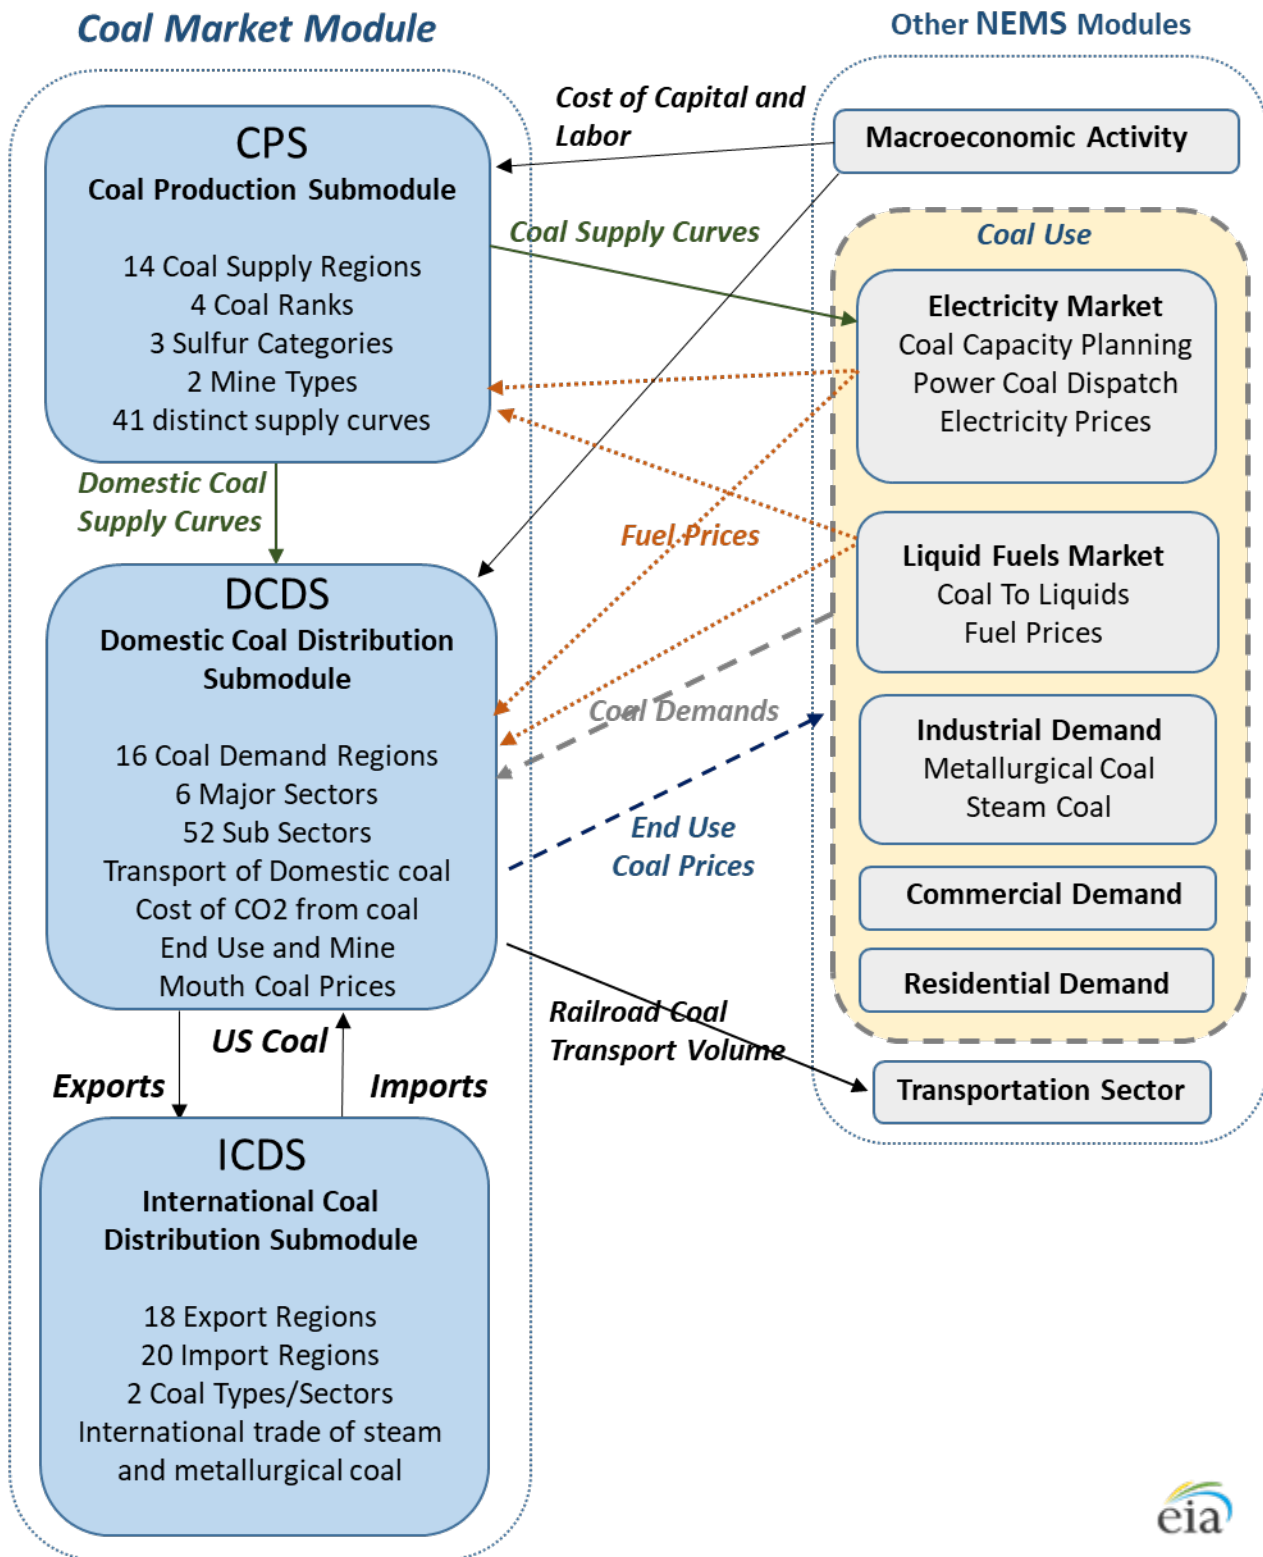 Coal Market Module
Other NEMS Modules
CPS
Coal Production Submodule
14 Coal Supply Regions
4 Coal Ranks
3 Sulfur Categories
2 Mine Types
41 distinct supply curves
Cost of Capital and
Labor
Macroeconomic Activity
Coal Supply Curves
Coal Use
Electricity Market
Coal Capacity Planning
Power Coal Dispatch
Electricity Prices
Domestic Coal
Supply Curves
Fuel Prices
Liquid Fuels Market
Coal To Liquids
Fuel Prices
DCDS
Domestic Coal Distribution
Submodule
16 Coal Demand Regions
6 Major Sectors
52 Sub Sectors
Transport of Domestic coal
Cost of CO2 from coal
End Use and Mine
Mouth Coal Prices
Coal Demands
Industrial Demand
Metallurgical Coal
Steam Coal
End Use
Coal Prices
Commercial Demand
Residential Demand
Railroad Coal
Transport Volume
Transportation Sector
US Coal
Exports
Imports
ICDS
International Coal
Distribution Submodule
18 Export Regions
20 Import Regions
2 Coal Types/Sectors
International trade of steam
and metallurgical coal
eia